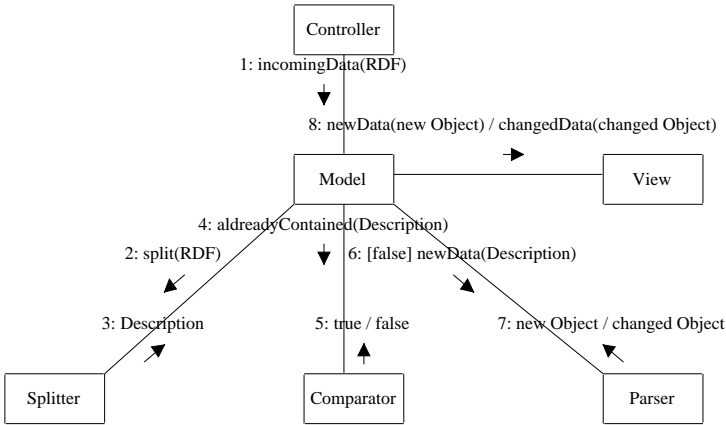 Controller
1: incomingData(RDF)
8: newData(new Object) / changedData(changed Object)
Model
View
4: aldreadyContained(Description)
2: split(RDF)
6: [false] newData(Description)
3: Description
5: true / false
7: new Object / changed Object
Splitter
Comparator
Parser